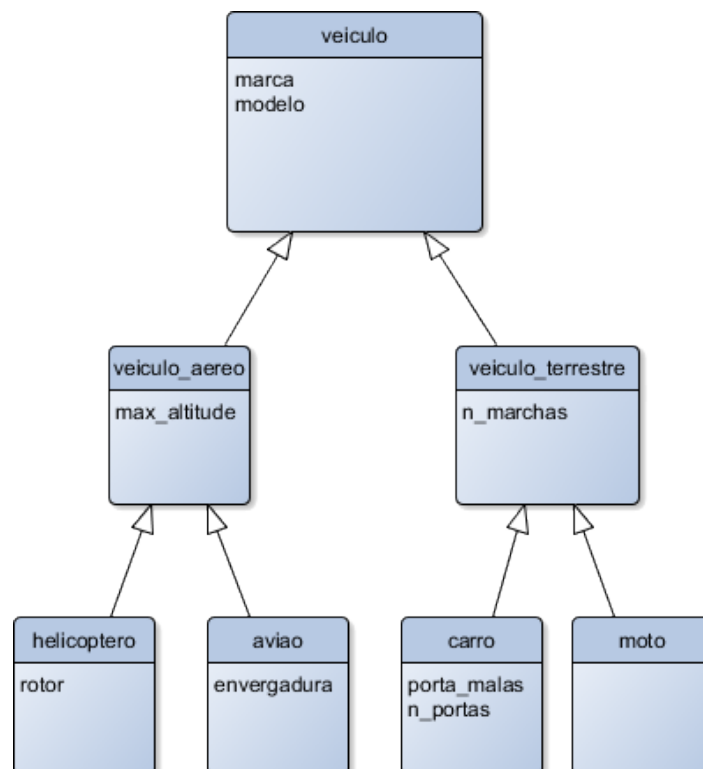 veiculo
marca
modelo
veiculo_aereo
max_altitude
veiculo_terrestre
n_marchas
helicoptero
rotor
aviao
envergadura
carro
porta_malas
n_portas
moto